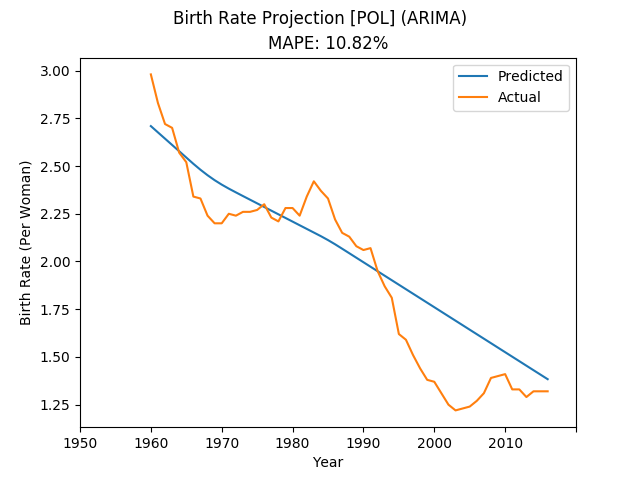 Birth Rate Projection [POL] (ARIMA)
MAPE: 10.82%
Predicted
Actual
Birth Rate (Per Woman)
3.00
2.75
2.50
2.25
2.00
1.75
1.50
1.25
1950 1960 1970 1980 1990 2000 2010
Year